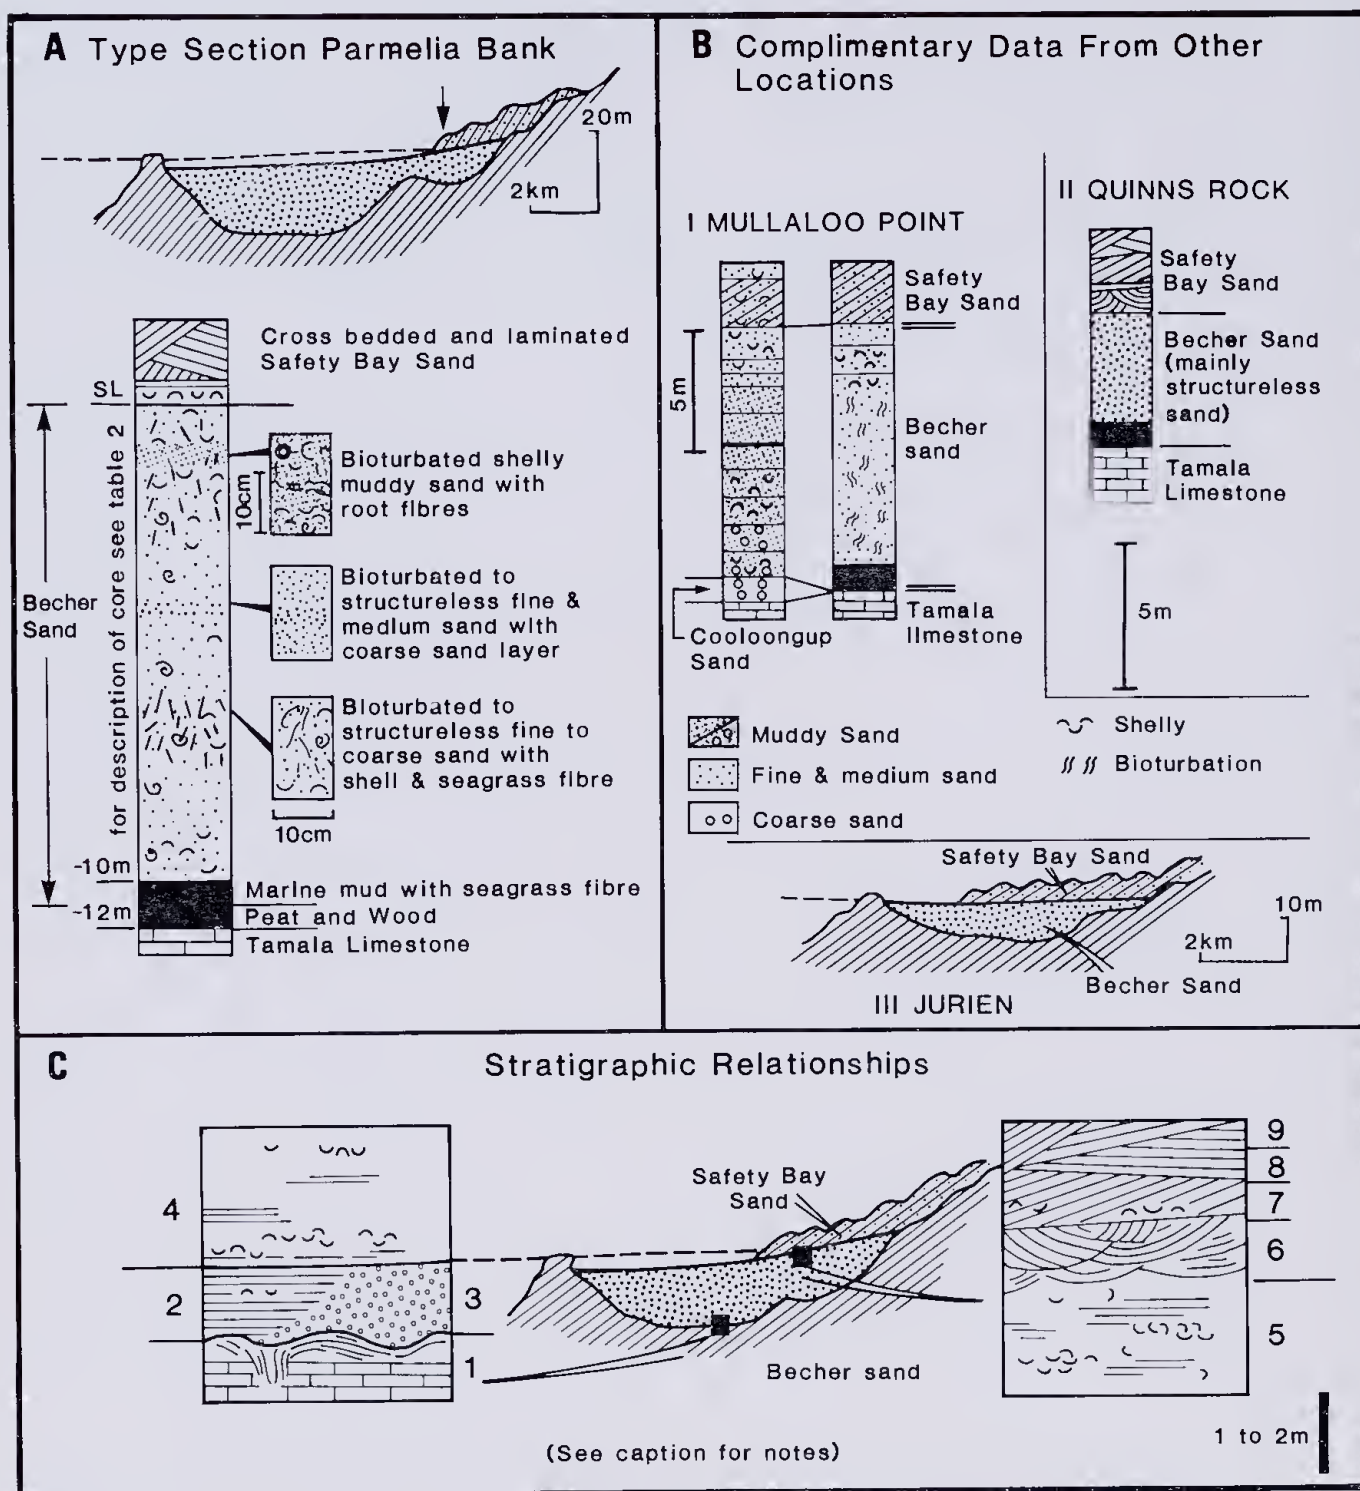 A Type Section Parmelia Bank
20m
2km
Cross bedded and laminated
Safety Bay Sand
SL
Becher
Sand
for description of core see table 2
10cm
Bioturbated shelly
muddy sand with
root fibres
Bioturbated to
structureless fine &
medium sand with
coarse sand layer
Bioturbated to
structureless fine to
coarse sand with
shell & seagrass fibre
10cm
-10m
-12m
Marine mud with seagrass fibre
Peat and Wood
Tamala Limestone
B Complimentary Data From Other
Locations
I MULLALOO POINT
5m
Safety
Bay Sand
Becher
sand
Tamala
limestone
Cooloongup
Sand
II QUINNS ROCK
Safety
Bay Sand
Becher Sand
(mainly
structureless
sand)
Tamala
Limestone
5m
Muddy Sand
Fine & medium sand
Coarse sand
Shelly
Bioturbation
Safety Bay Sand
10m
2km
Becher Sand
III JURIEN
C Stratigraphic Relationships
4
2
3
1
Safety Bay
Sand
Becher sand
9
8
7
6
5
1 to 2m
(See caption for notes)